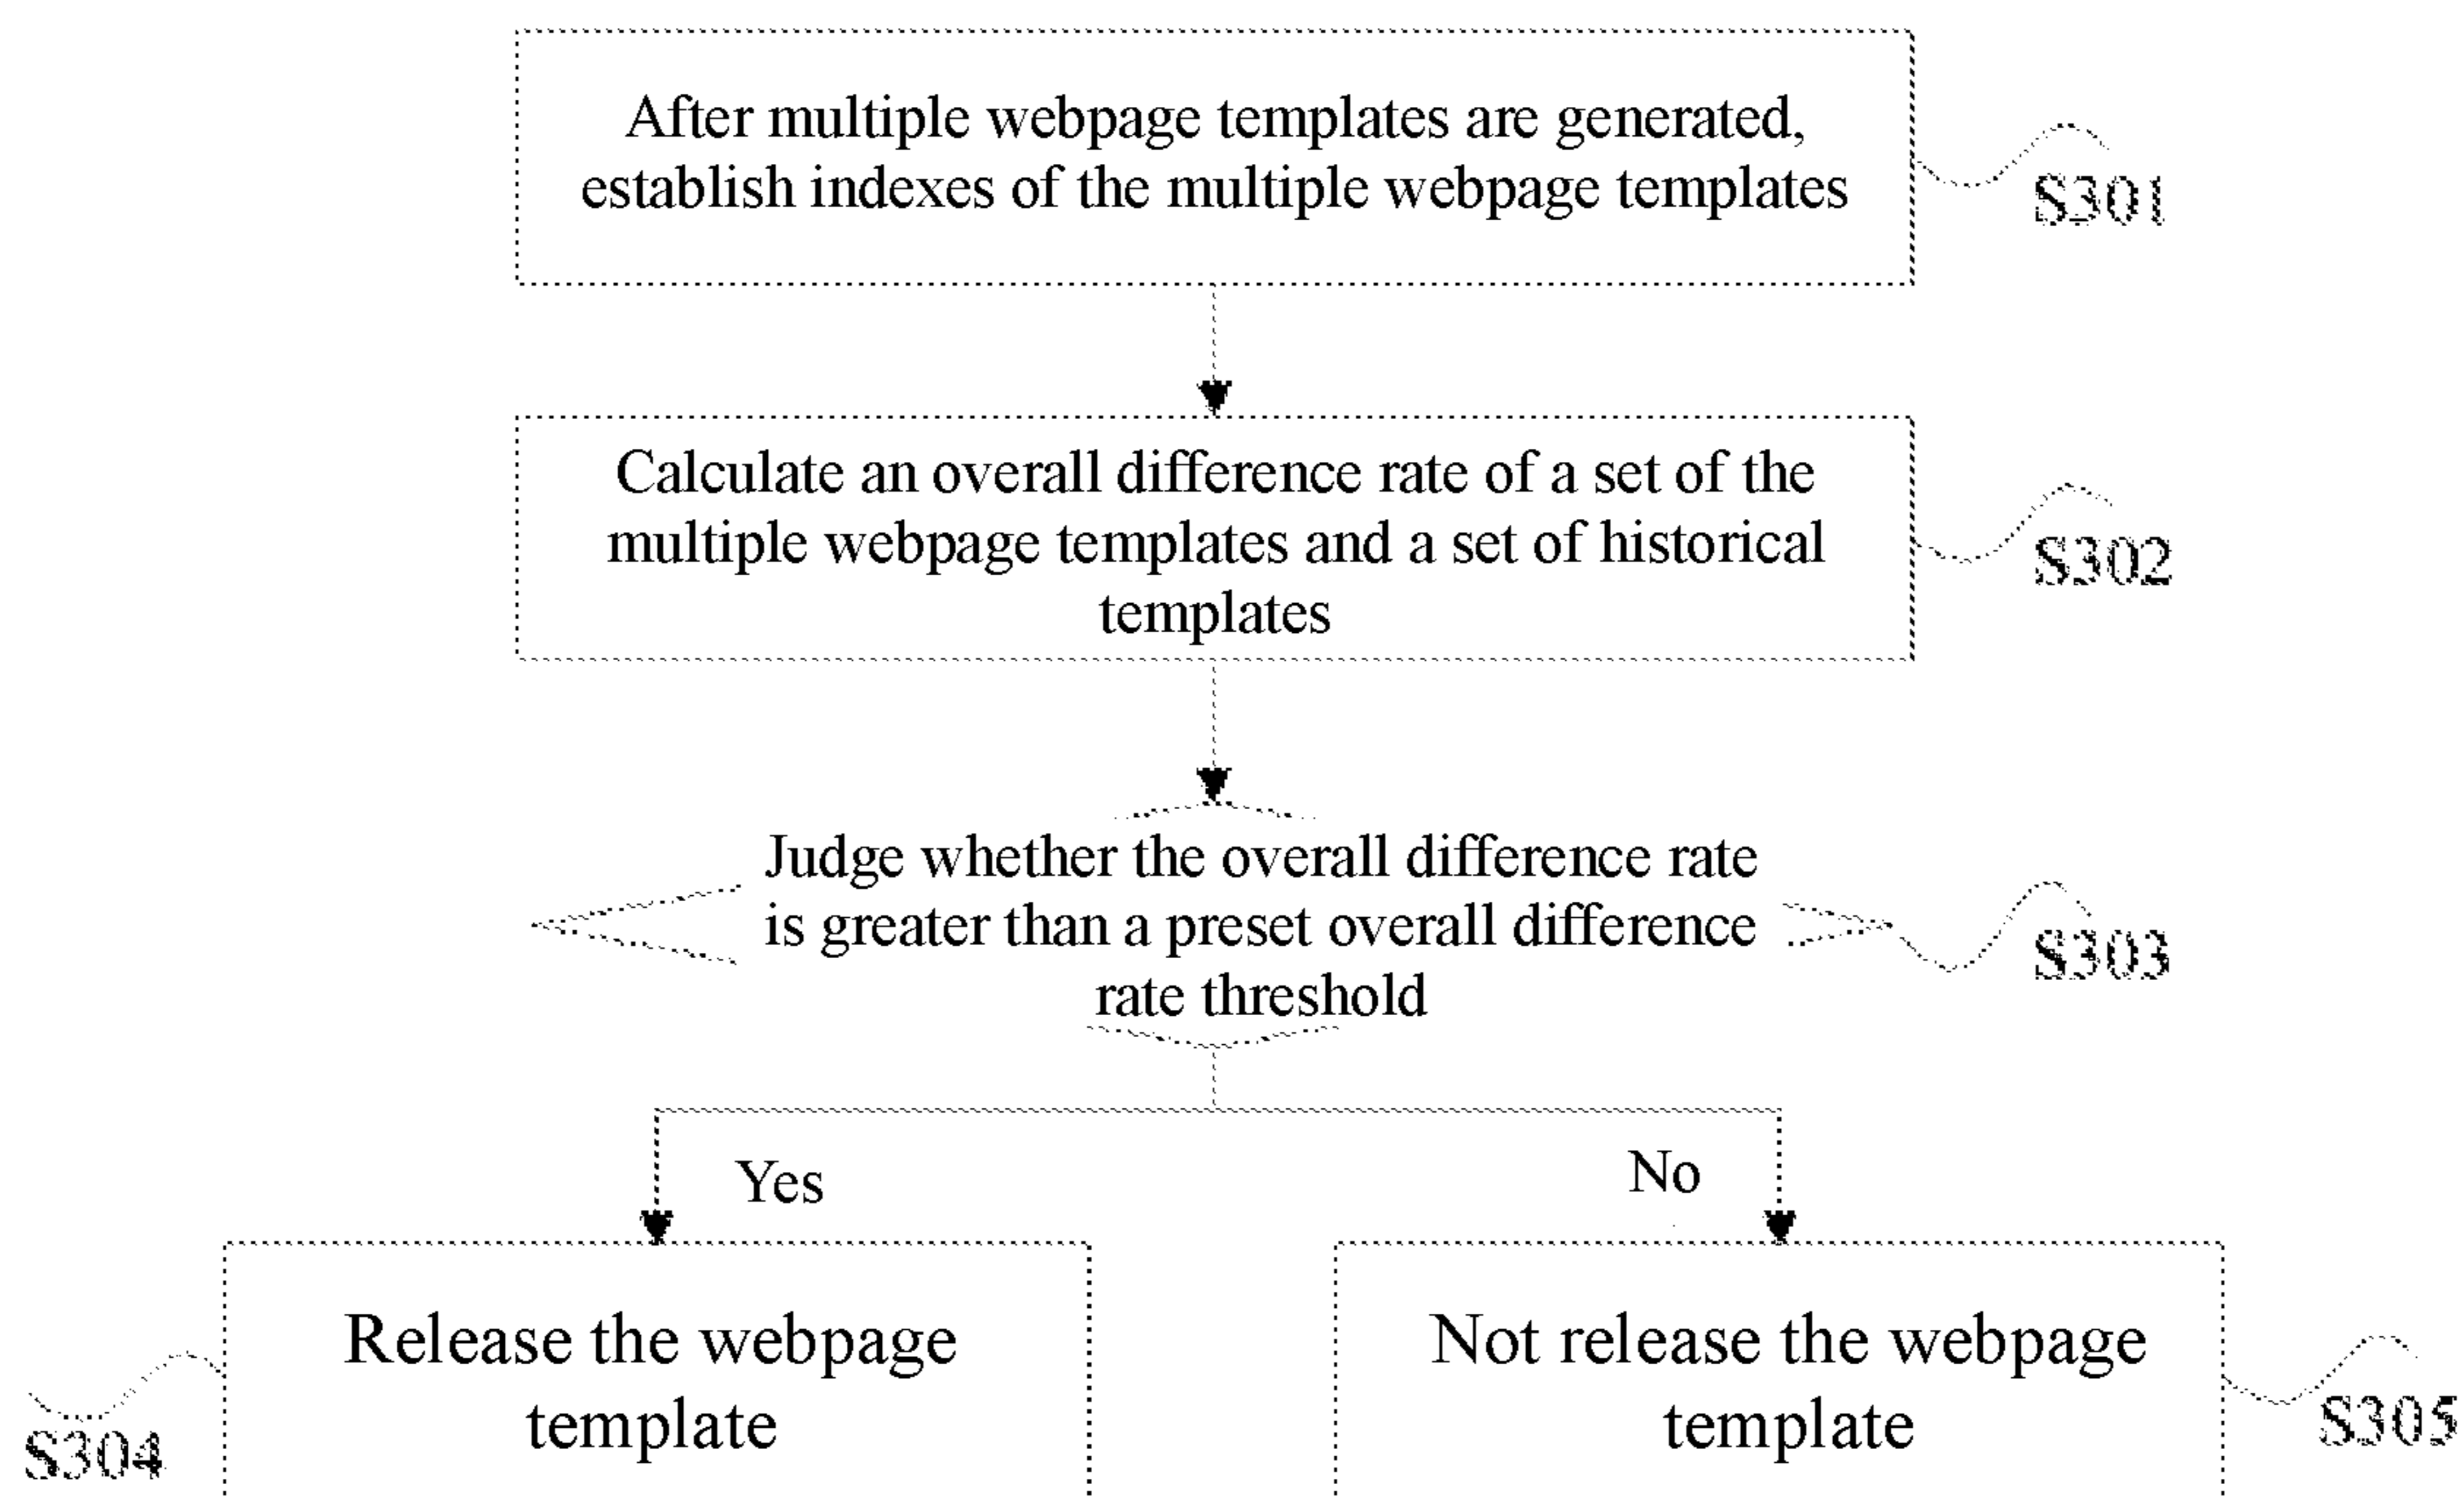 After multiple webpage templates are generated,
establish indexes of the multiple webpage templates
S301
Calculate an overall difference rate of a set of the
multiple webpage templates and a set of historical
templates
S302
Judge whether the overall difference rate
is greater than a preset overall difference
rate threshold
S303
Yes
No
Release the webpage
template
S304
Not release the webpage
template
S305